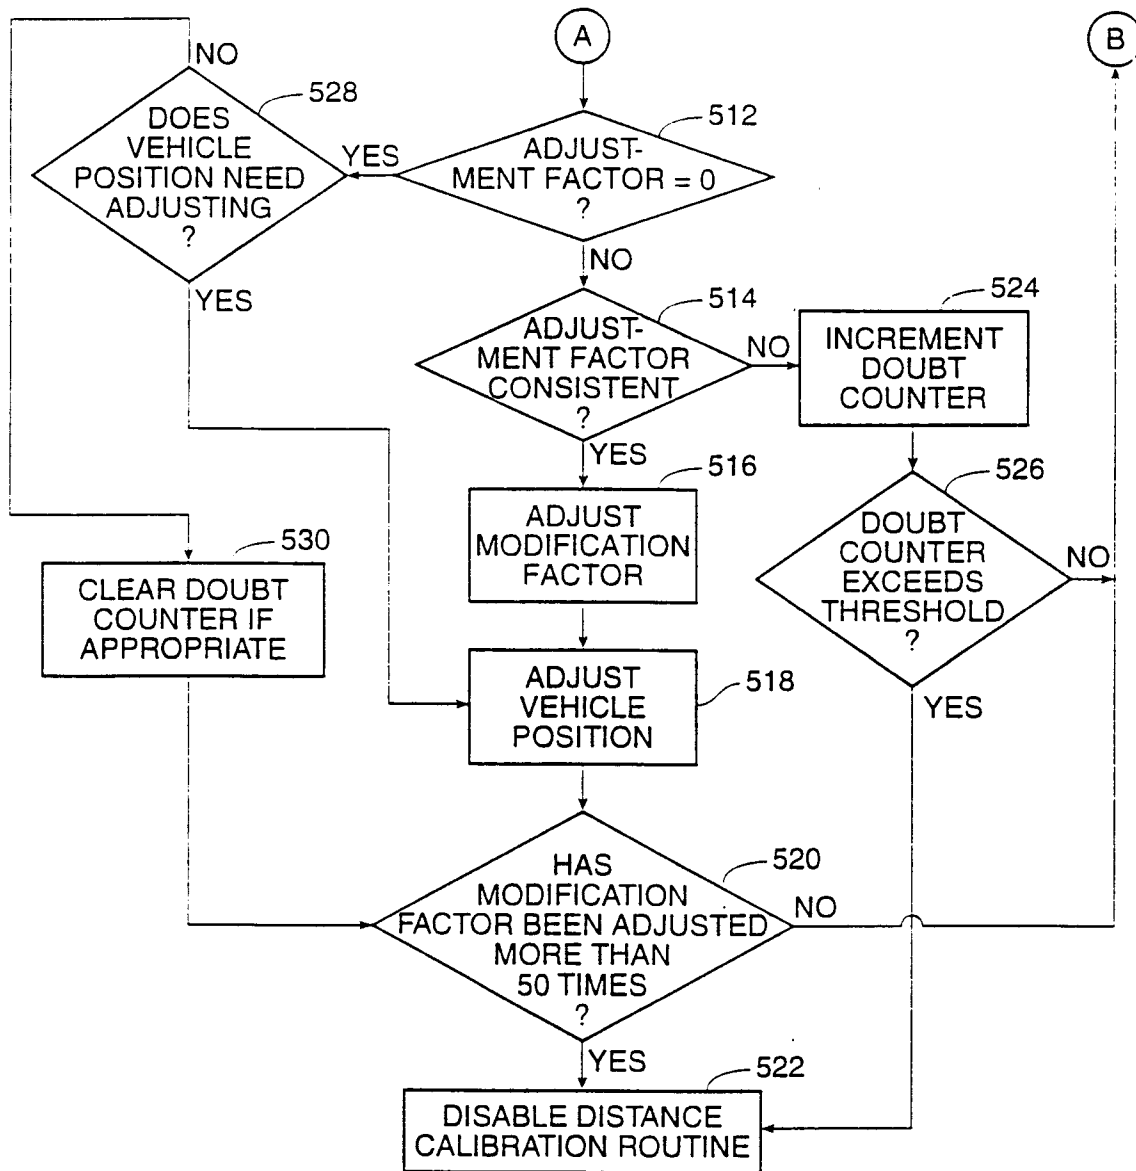 A
B
NO
528
DOES
VEHICLE
POSITION NEED
ADJUSTING
?
YES
YES
512
ADJUST-
MENT FACTOR = 0
?
NO
514
ADJUST-
MENT FACTOR
CONSISTENT
?
NO
YES
524
INCREMENT
DOUBT
COUNTER
516
ADJUST
MODIFICATION
FACTOR
526
DOUBT
COUNTER
EXCEEDS
THRESHOLD
?
NO
YES
530
CLEAR DOUBT
COUNTER IF
APPROPRIATE
518
ADJUST
VEHICLE
POSITION
520
HAS
MODIFICATION
FACTOR BEEN ADJUSTED
MORE THAN
50 TIMES
?
NO
YES
522
DISABLE DISTANCE
CALIBRATION ROUTINE